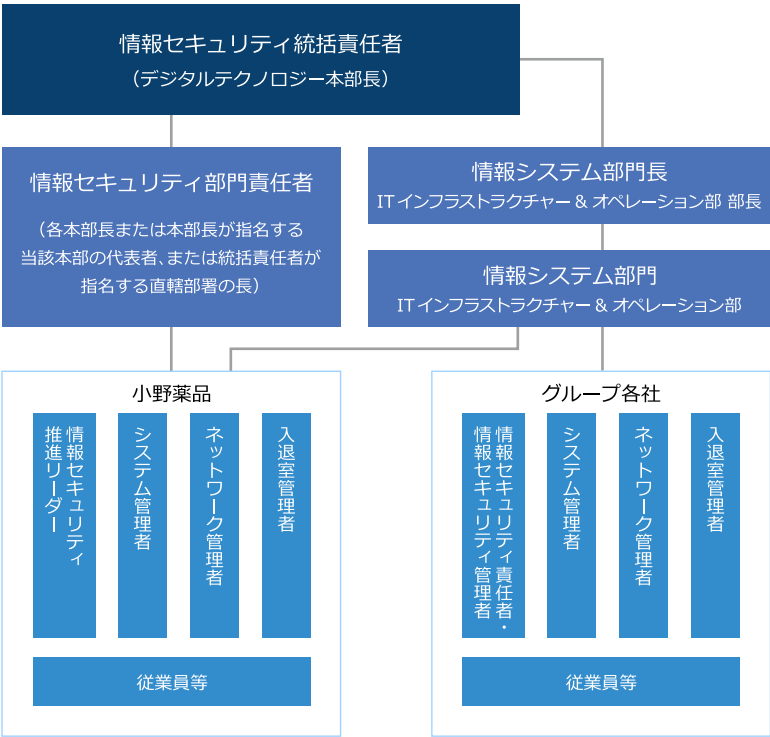 情報セキュリティ統括責任者
（デジタルテクノロジー本部長）
情報セキュリティ部門責任者
（各本部長または本部長が指名する
当該本部の代表者、または統括責任者が
指名する直轄部署の長）
情報システム部門長
ITインフラストラクチャー & オペレーション部 部長
情報システム部門
ITインフラストラクチャー & オペレーション部
小野薬品
情報セキュリティ
推進リーダー
システム管理者
ネットワーク管理者
入退室管理者
従業員等
グループ各社
情報セキュリティ責任者・
情報セキュリティ管理者
システム管理者
ネットワーク管理者
入退室管理者
従業員等